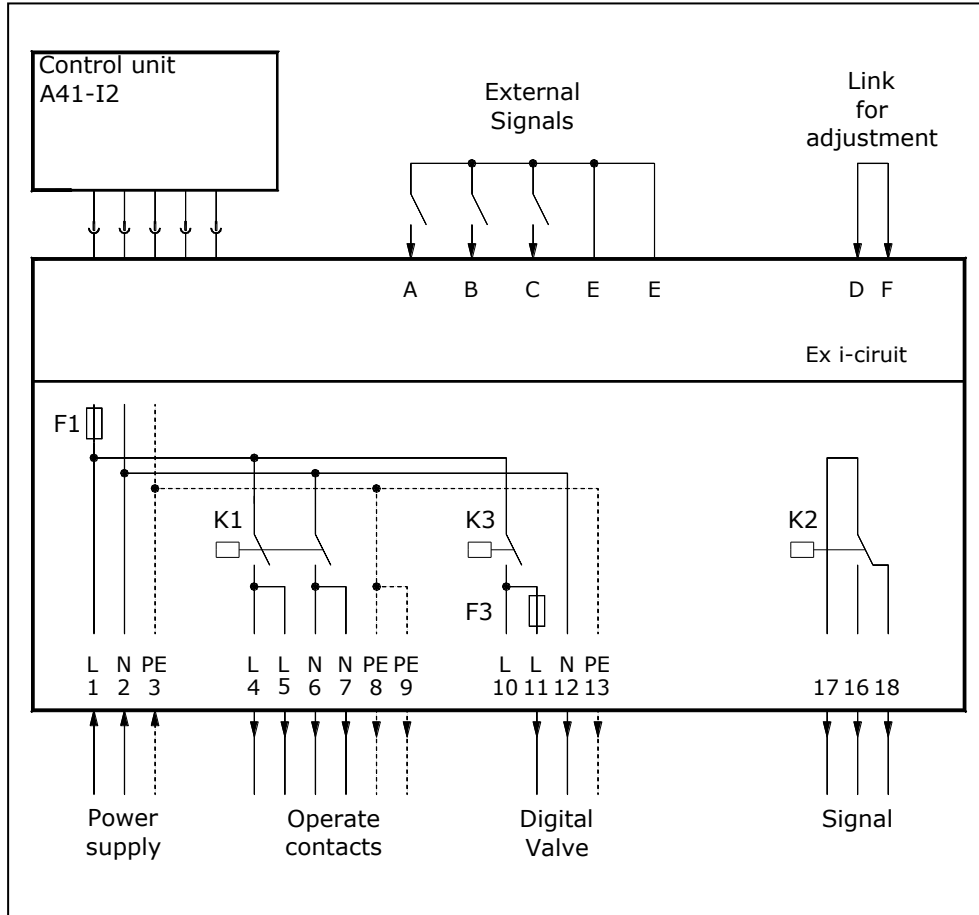 Control unit
A41-I2
External
Signals
Link
for
adjustment
A B C E E D F
Ex i-ciruit
F1
K1 K3 K2
F3
L N PE L L N N PE PE L L N PE
1 2 3 4 5 6 7 8 9 10 11 12 13 17 16 18
Power
supply
Operate
contacts
Digital
Valve
Signal